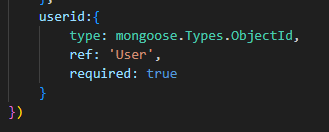 },
userid:{
type: mongoose.Types.ObjectId,
ref: 'User',
required: true
}
})